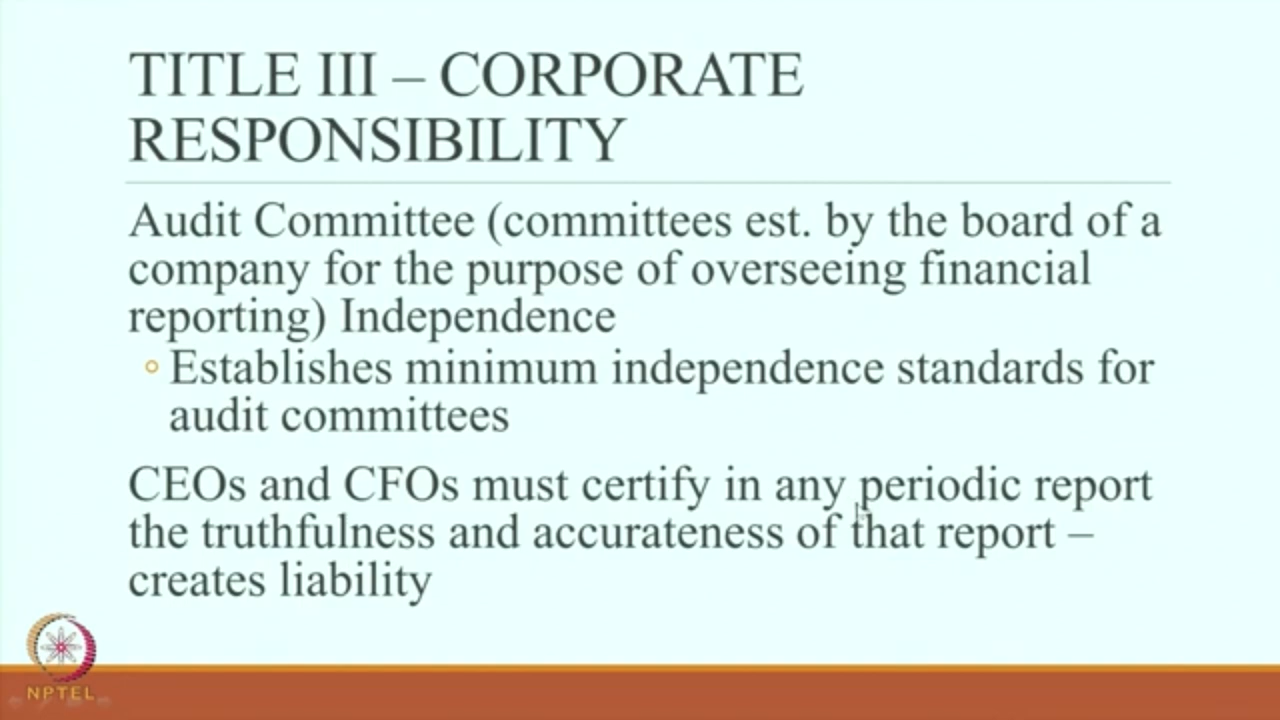 TITLE III – CORPORATE
RESPONSIBILITY
Audit Committee (committees est. by the board of a
company for the purpose of overseeing financial
reporting) Independence
◦ Establishes minimum independence standards for
audit committees
CEOs and CFOs must certify in any periodic report
the truthfulness and accurateness of that report –
creates liability
NPTEL